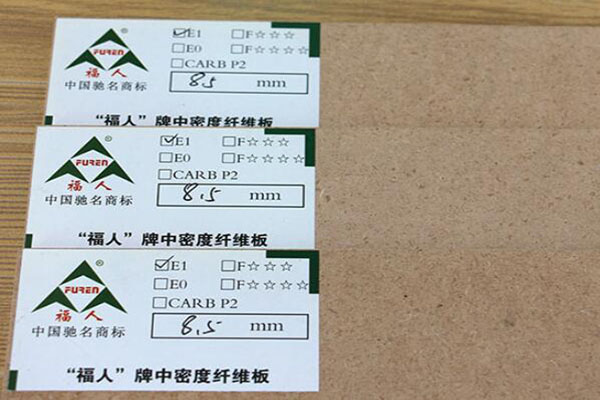 FUREN ®
福人
中国驰名商标
☑E1 □F☆☆☆
□E0 □F☆☆☆☆
□CARB P2
8.5 mm
“福人”牌中密度纤维板
FUREN ®
福人
中国驰名商标
☑E1 □F☆☆☆
□E0 □F☆☆☆☆
□CARB P2
8.5 mm
“福人”牌中密度纤维板
FUREN ®
福人
中国驰名商标
☑E1 □F☆☆☆
□E0 □F☆☆☆☆
□CARB P2
8.5 mm
“福人”牌中密度纤维板